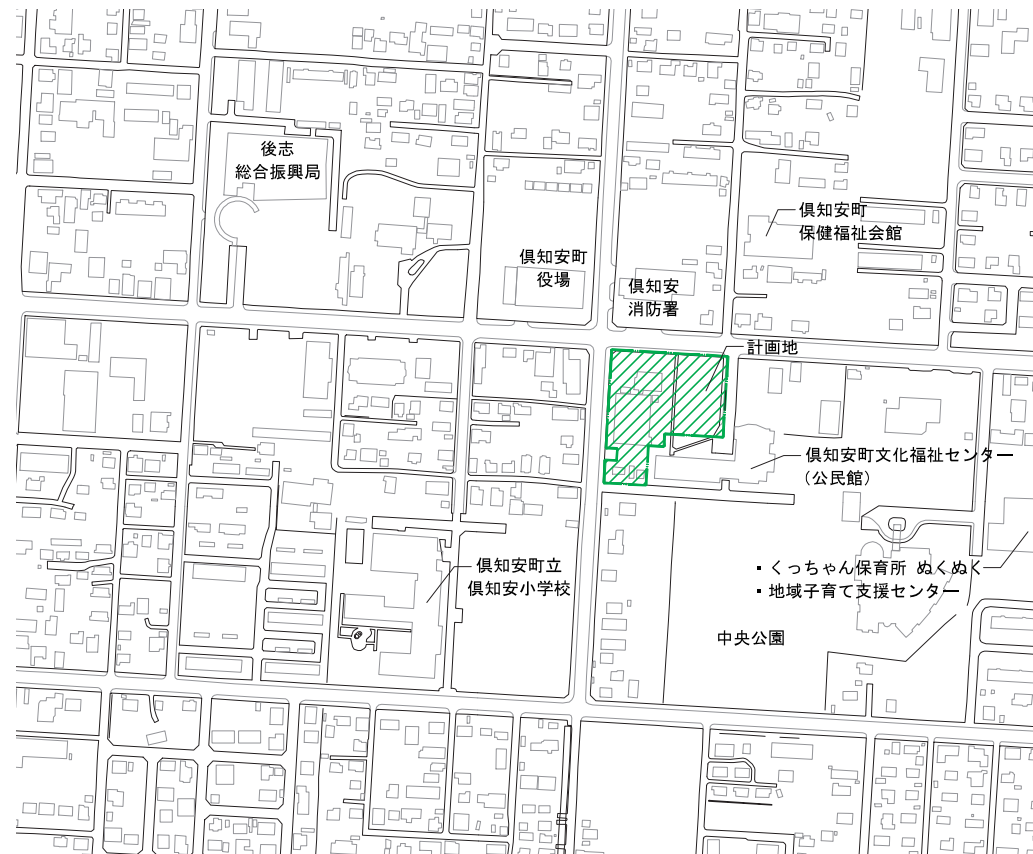 後志
総合振興局
倶知安町
保健福祉会館
倶知安町
役場
倶知安
消防署
計画地
倶知安町文化福祉センター
（公民館）
倶知安町立
倶知安小学校
・くっちゃん保育所 ぬくぬく
・地域子育て支援センター
中央公園